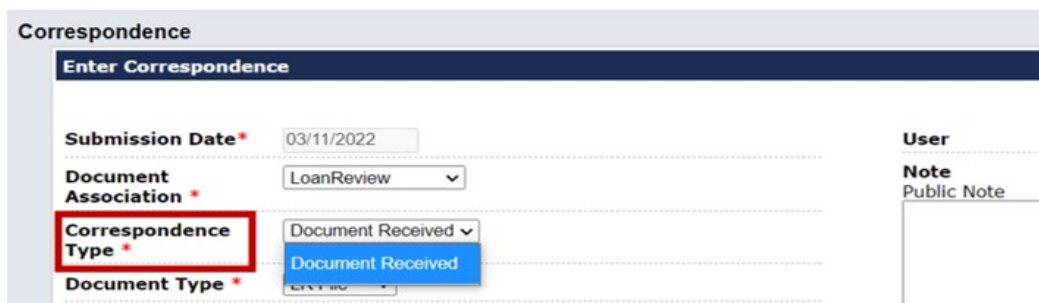 Correspondence
Enter Correspondence
Submission Date* 03/11/2022 User
Document Association * LoanReview Note
Public Note
Correspondence Type * Document Received
Document Received
Document Type *